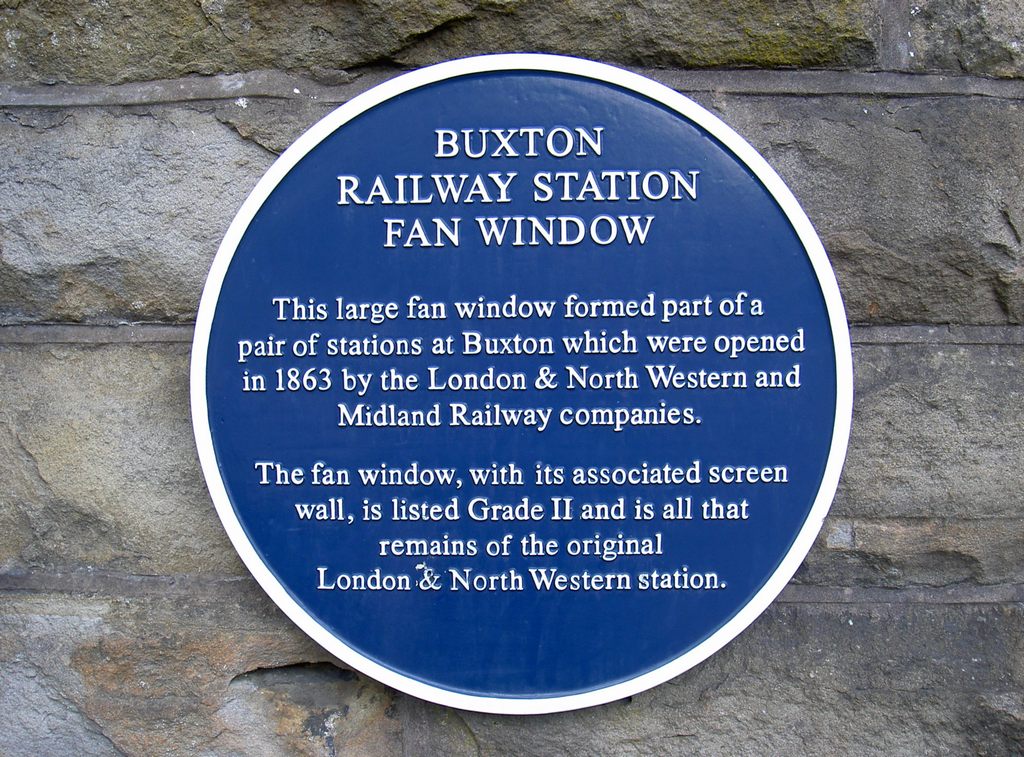 BUXTON
RAILWAY STATION
FAN WINDOW
This large fan window formed part of a
pair of stations at Buxton which were opened
in 1863 by the London & North Western and
Midland Railway companies.
The fan window, with its associated screen
wall, is listed Grade II and is all that
remains of the original
London & North Western station.